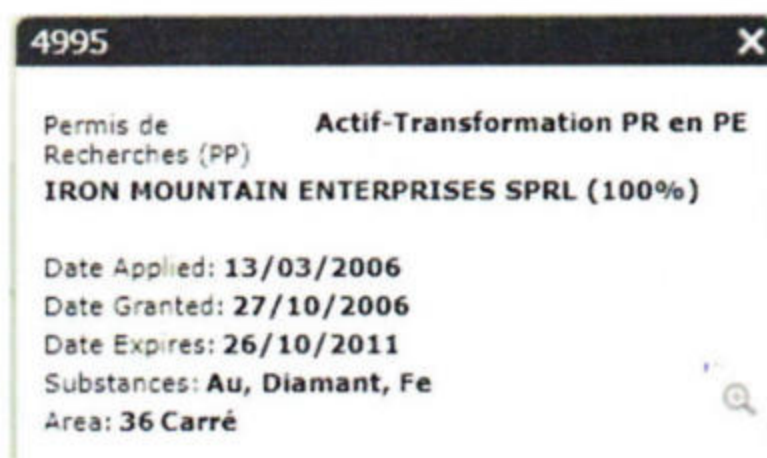 4995
Permis de Recherches (PP) Actif-Transformation PR en PE
IRON MOUNTAIN ENTERPRISES SPRL (100%)
Date Applied: 13/03/2006
Date Granted: 27/10/2006
Date Expires: 26/10/2011
Substances: Au, Diamant, Fe
Area: 36 Carré